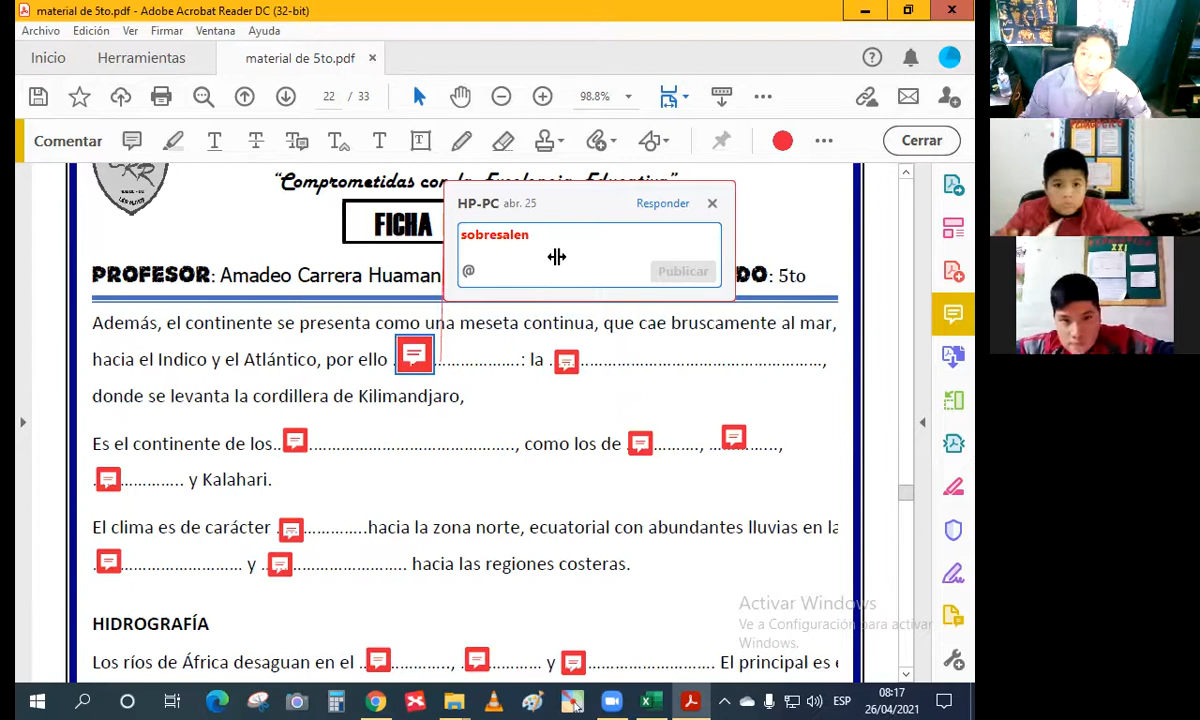 material de 5to.pdf - Adobe Acrobat Reader DC (32-bit)
Archivo Edición Ver Firmar Ventana Ayuda
Inicio Herramientas material de 5to.pdf
22 / 33 98.8%
Comentar Cerrar
“Comprometidas con la Excelencia Educativa”
FICHA
HP-PC abr. 25 Responder
sobresalen
@ Publicar
PROFESOR: Amadeo Carrera Huaman DO: 5to
Además, el continente se presenta como una meseta continua, que cae bruscamente al mar,
hacia el Indico y el Atlántico, por ello ....................: la .............................................,
donde se levanta la cordillera de Kilimandjaro,
Es el continente de los............................................, como los de ............, ..............,
................ y Kalahari.
El clima es de carácter ..................hacia la zona norte, ecuatorial con abundantes lluvias en la
............................ y ............................ hacia las regiones costeras.
HIDROGRAFÍA
Los ríos de África desaguan en el ................, ................ y ............................ El principal es
Activar Windows
Ve a Configuración para activar
Windows.
ESP
08:17
26/04/2021